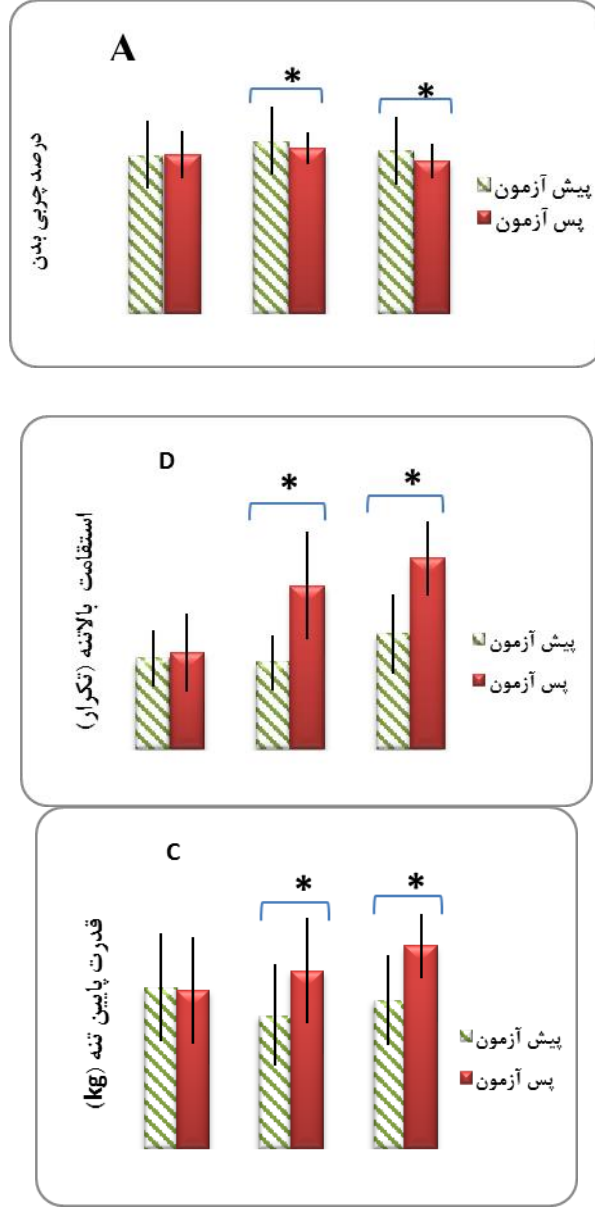 A
*
*
درصد چربی بدن
پیش آزمون
پس آزمون
D
*
*
استقامت بالاتنه (تکرار)
پیش آزمون
پس آزمون
C
*
*
قدرت پایین تنه (kg)
پیش آزمون
پس آزمون